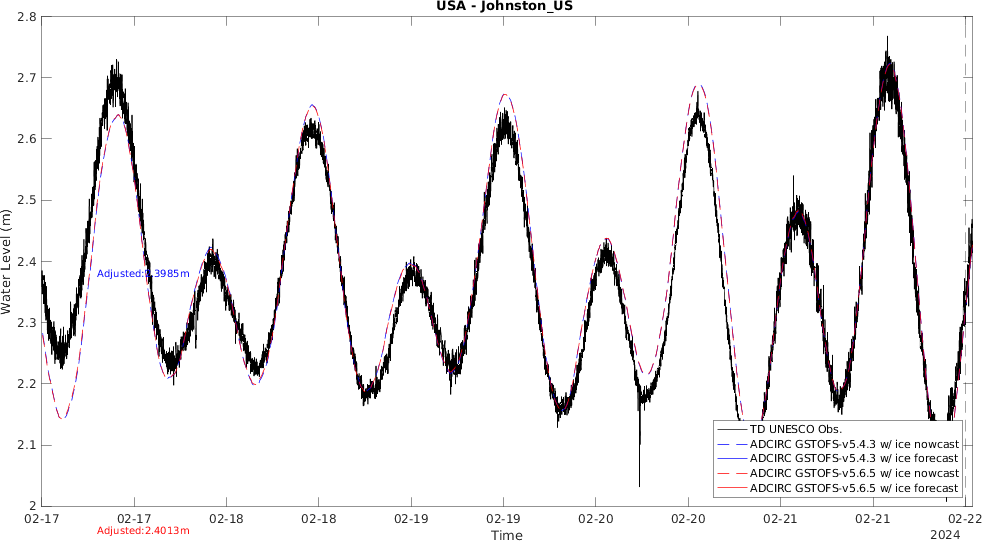 USA - Johnston_US
2.8
2.7
2.6
2.5
2.4
2.3
2.2
2.1
2
Water Level (m)
Adjusted:2.3985m
TD UNESCO Obs.
ADCIRC GSTOFS-v5.4.3 w/ ice nowcast
ADCIRC GSTOFS-v5.4.3 w/ ice forecast
ADCIRC GSTOFS-v5.6.5 w/ ice nowcast
ADCIRC GSTOFS-v5.6.5 w/ ice forecast
02-17 02-17 02-18 02-18 02-19 02-19 02-20 02-20 02-21 02-21 02-22
Adjusted:2.4013m
Time
2024